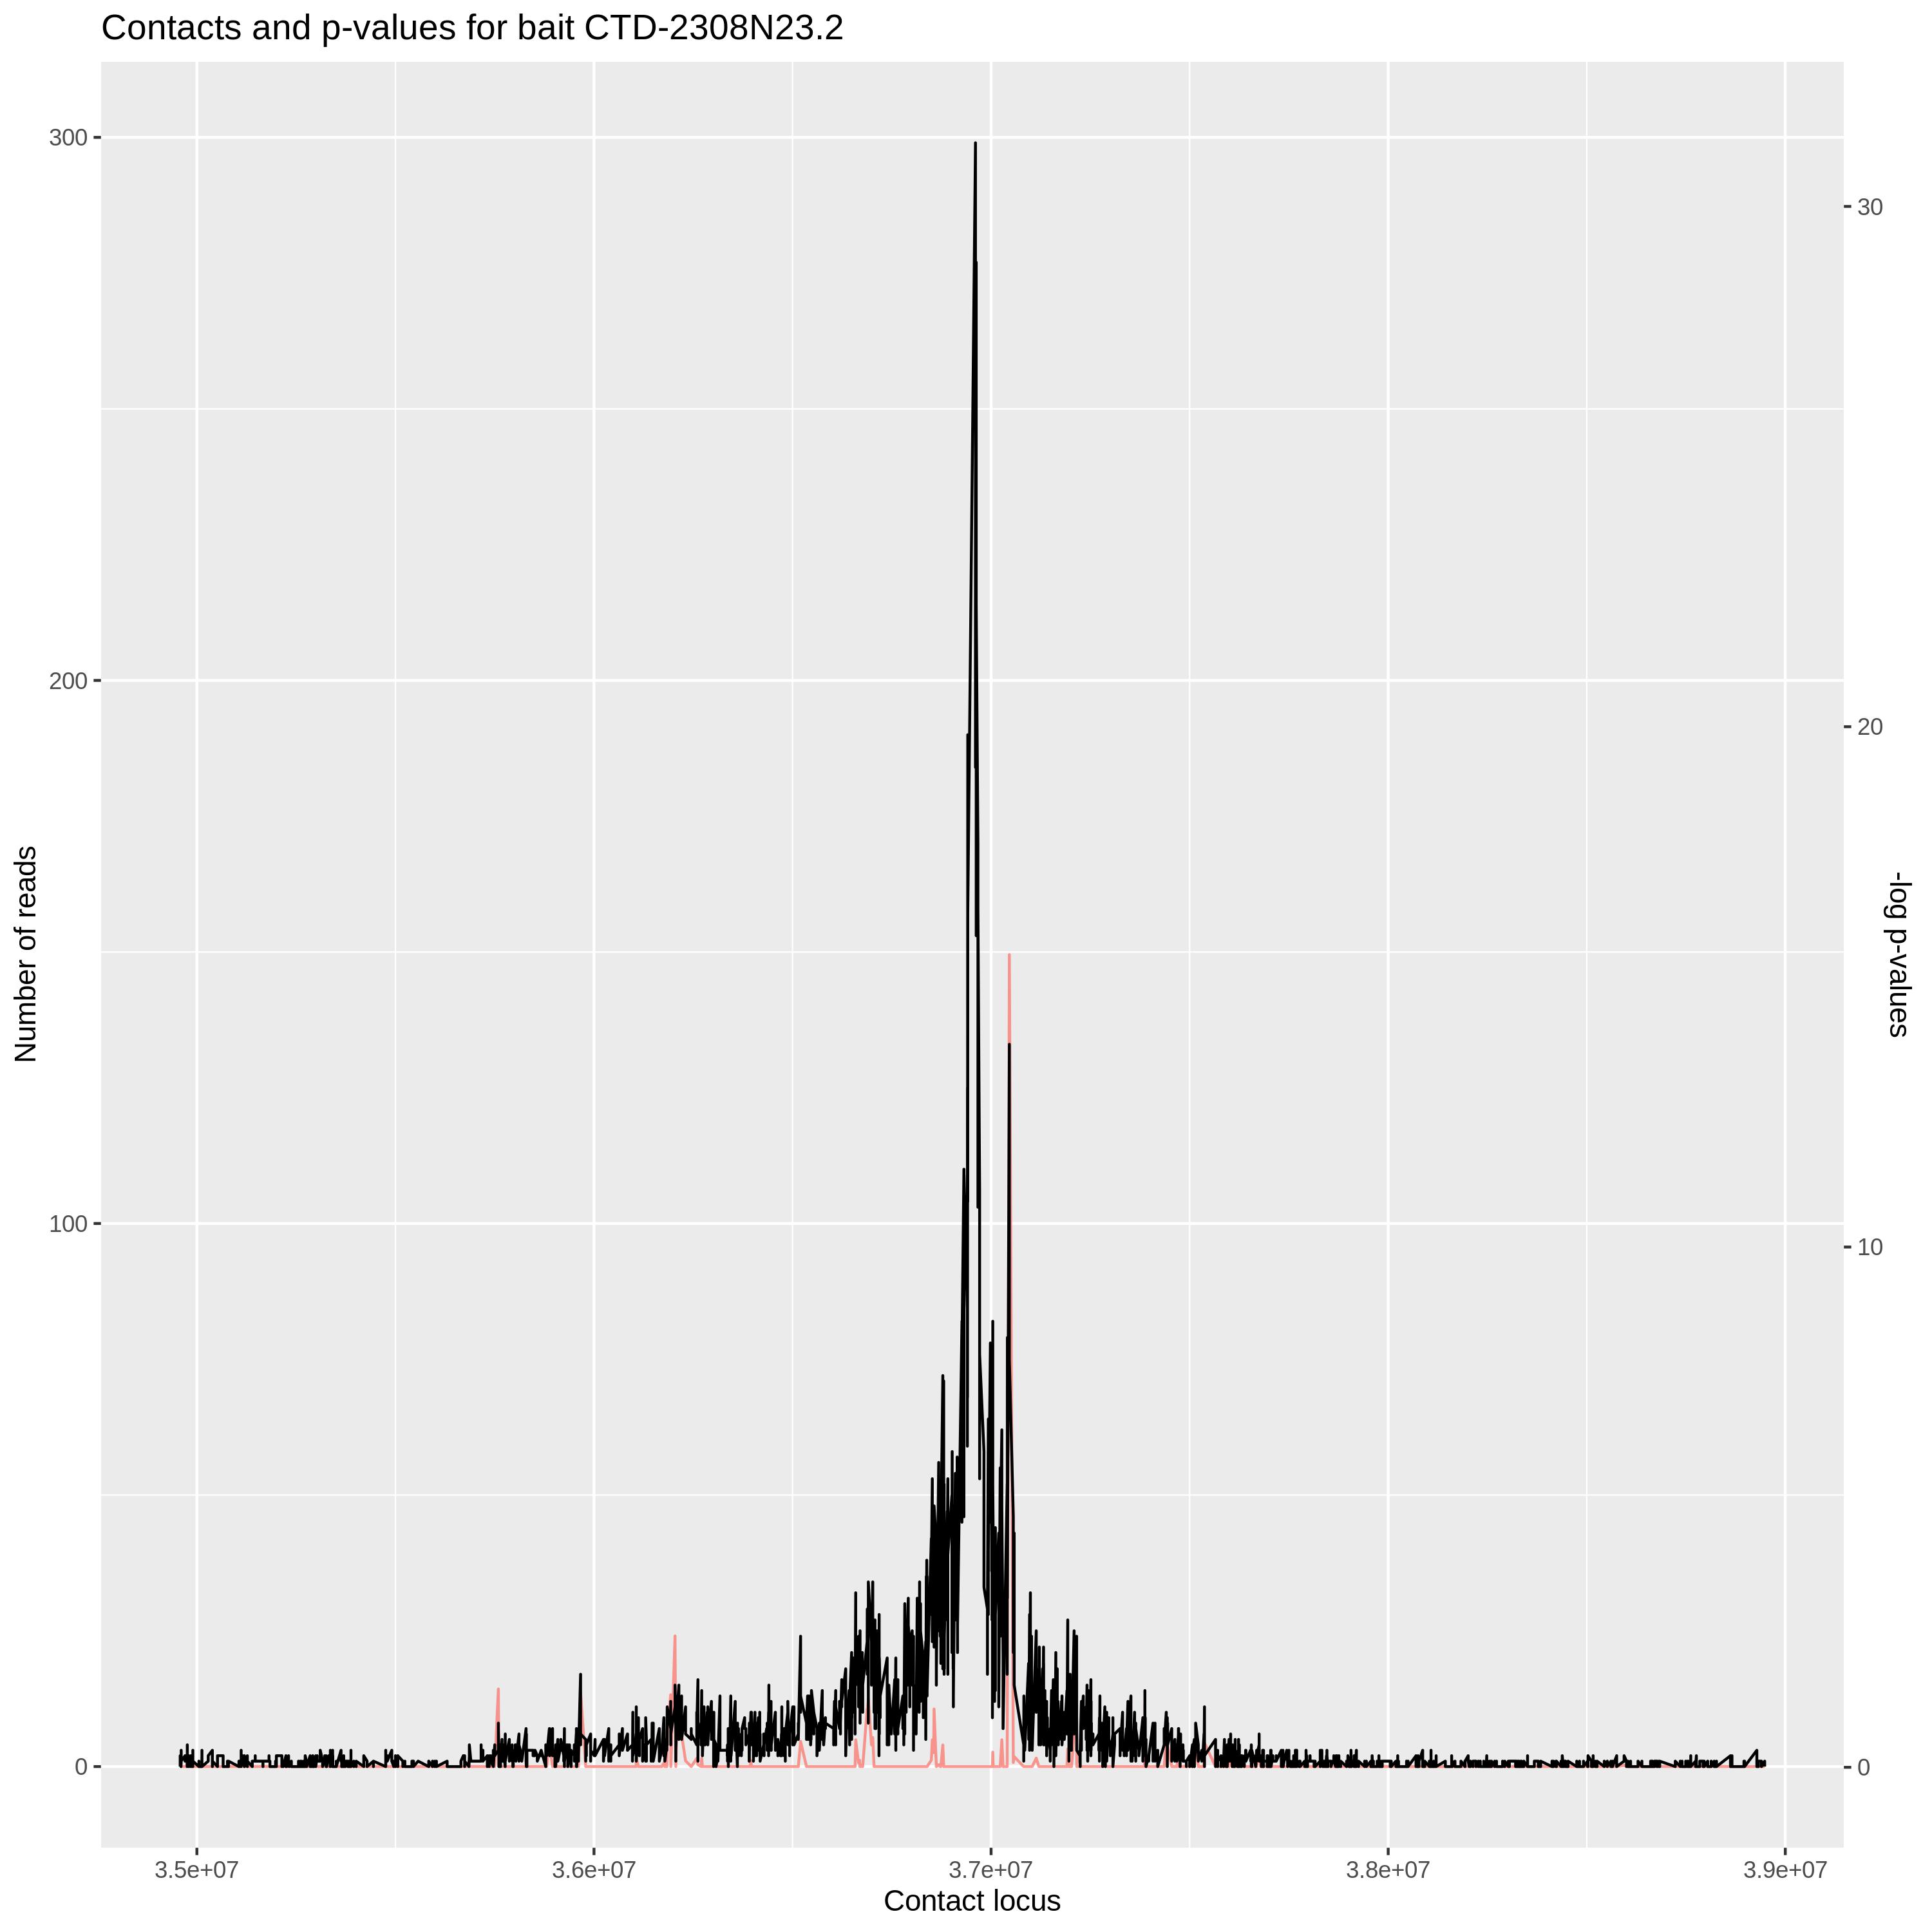 Contacts and p-values for bait CTD-2308N23.2
300
200
100
0
Number of reads
30
20
10
0
-log p-values
3.5e+07 3.6e+07 3.7e+07 3.8e+07 3.9e+07
Contact locus